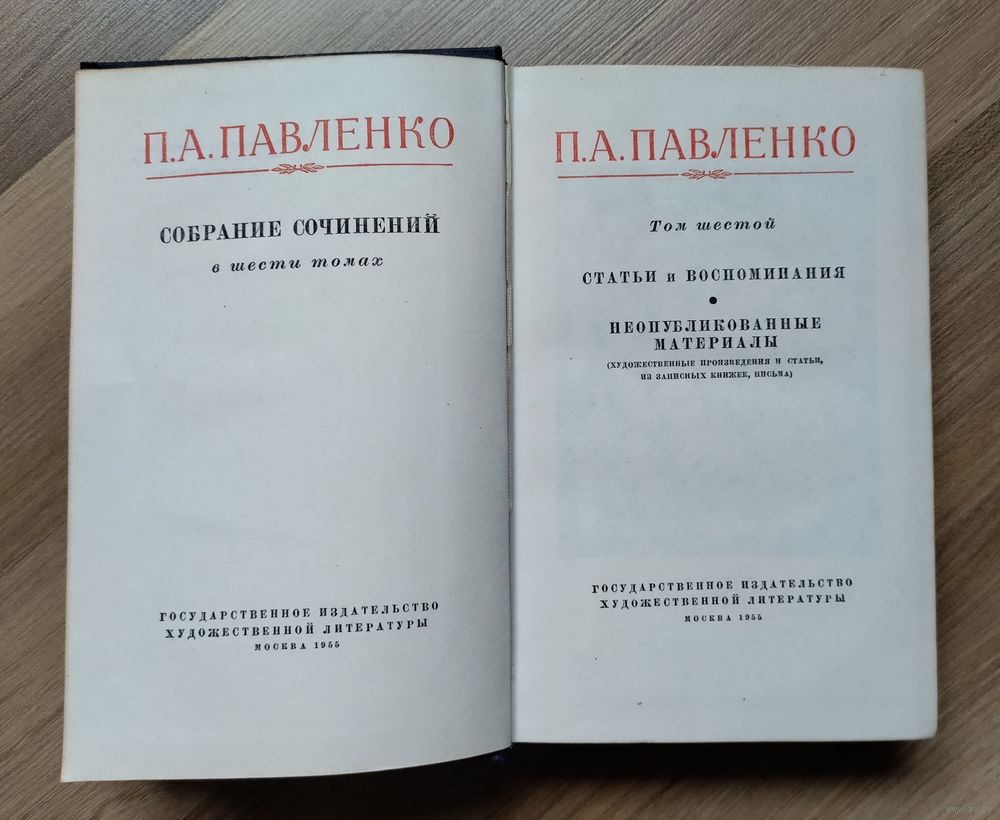 П.А.ПАВЛЕНКО
СОБРАНИЕ СОЧИНЕНИЙ
в шести томах
ГОСУДАРСТВЕННОЕ ИЗДАТЕЛЬСТВО
ХУДОЖЕСТВЕННОЙ ЛИТЕРАТУРЫ
МОСКВА 1955
П.А.ПАВЛЕНКО
Том шестой
СТАТЬИ и ВОСПОМИНАНИЯ
•
НЕОПУБЛИКОВАННЫЕ
МАТЕРИАЛЫ
(ХУДОЖЕСТВЕННЫЕ ПРОИЗВЕДЕНИЯ И СТАТЬИ,
ИЗ ЗАПИСНЫХ КНИЖЕК, ПИСЬМА)
ГОСУДАРСТВЕННОЕ ИЗДАТЕЛЬСТВО
ХУДОЖЕСТВЕННОЙ ЛИТЕРАТУРЫ
МОСКВА 1955